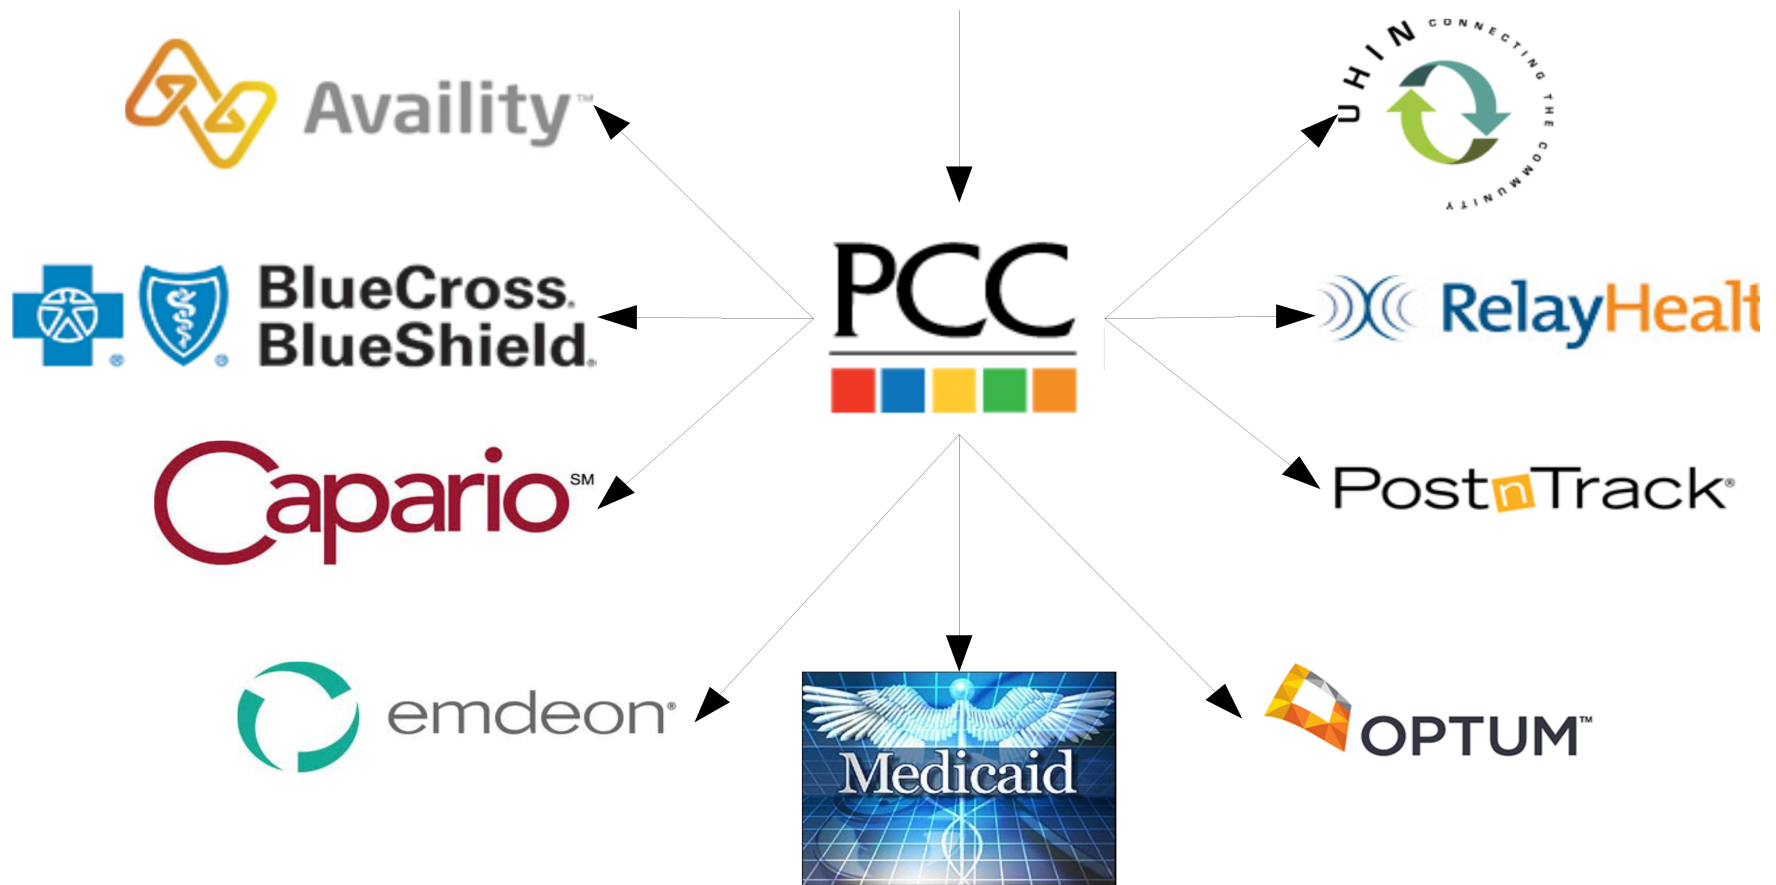 Availity™
UHIN CONNECTING THE COMMUNITY
PCC
BlueCross®
BlueShield®
RelayHealt
Capario℠
PostnTrack®
emdeon®
Medicaid
OPTUM™